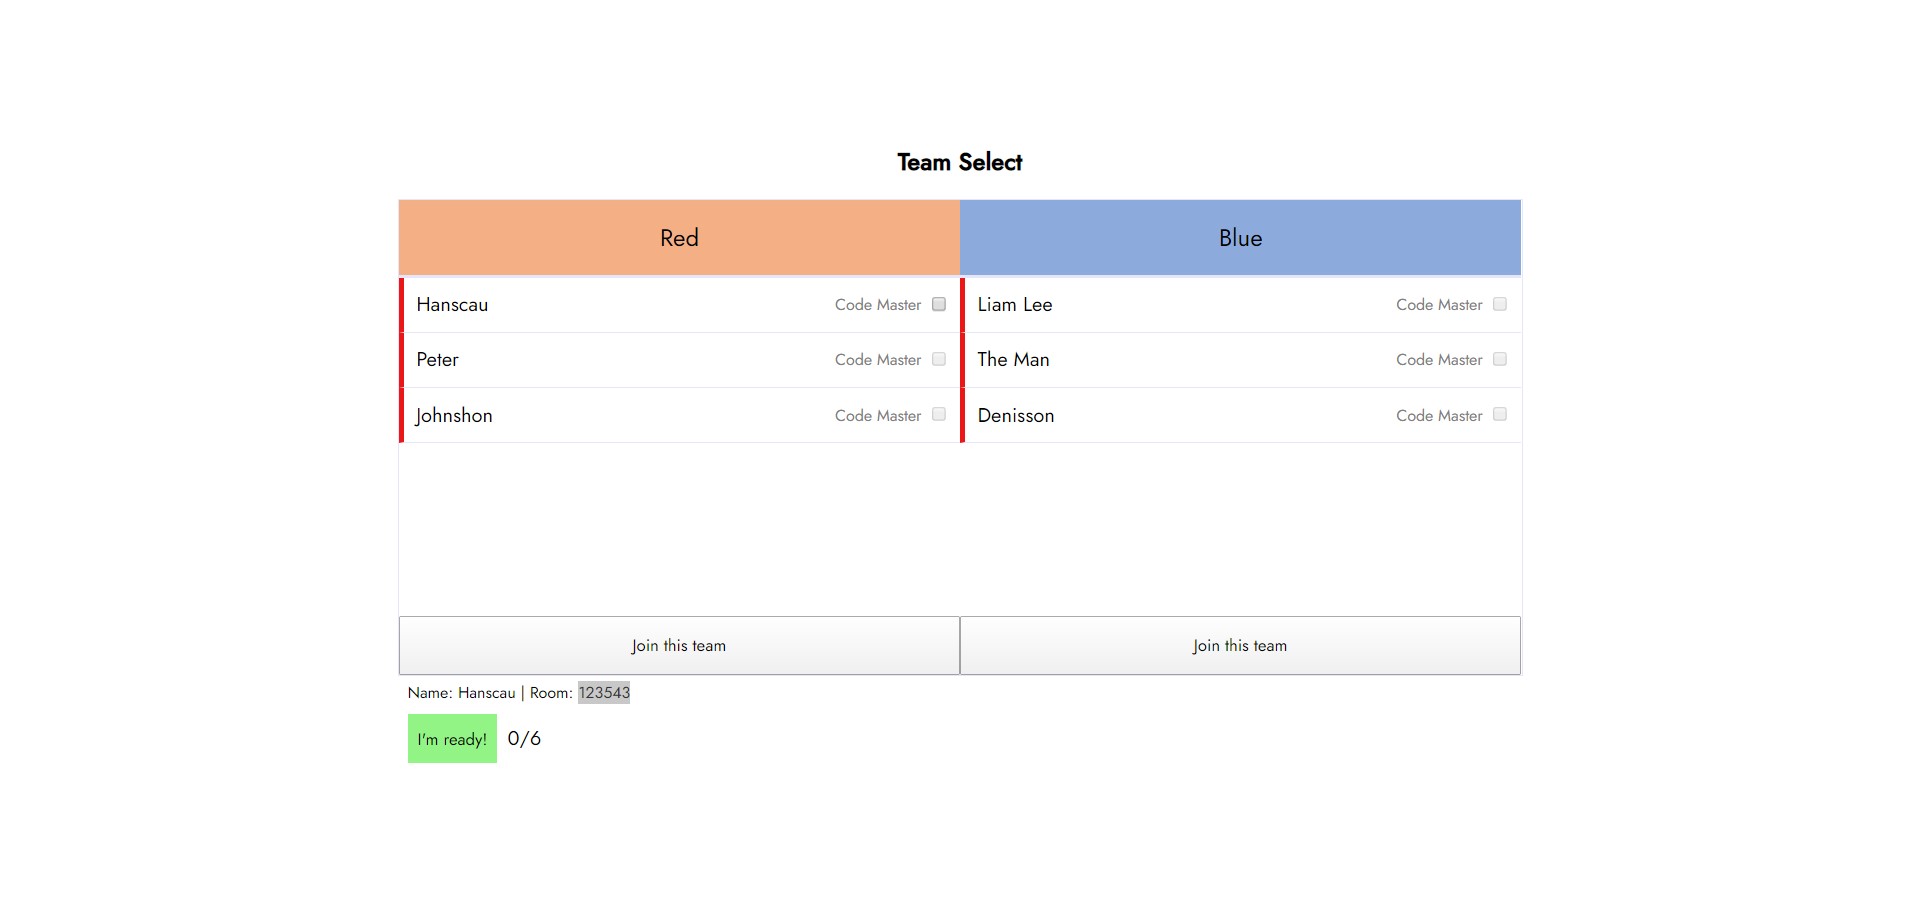 Team Select
Red Blue
Hanscau Code Master Liam Lee Code Master
Peter Code Master The Man Code Master
Johnshon Code Master Denisson Code Master
Join this team Join this team
Name: Hanscau | Room: 123543
I'm ready! 0/6